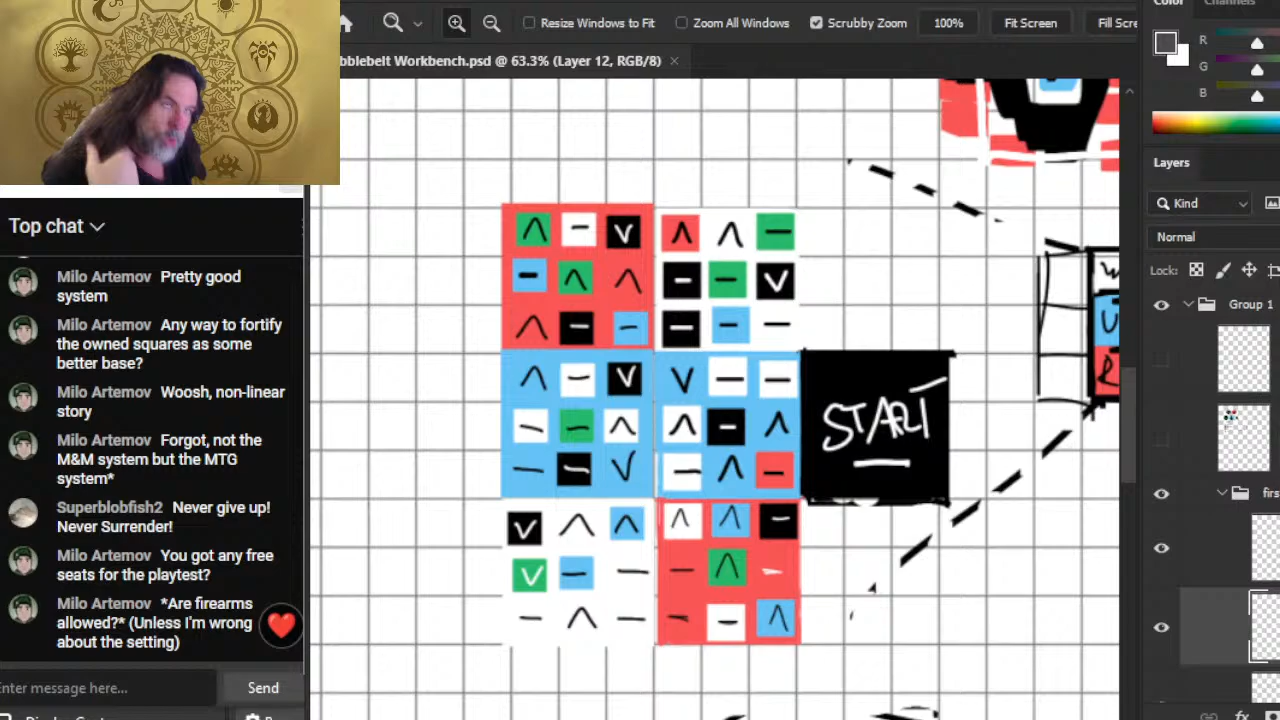 Resize Windows to Fit
Zoom All Windows
Scrubby Zoom
100%
Fit Screen
bblebelt Workbench.psd @ 63.3% (Layer 12, RGB/8)
Color
Channels
R
G
B
Layers
Kind
Normal
Lock:
Group 1
Top chat
Milo Artemov Pretty good
system
Milo Artemov Any way to fortify
the owned squares as some
better base?
Milo Artemov Woosh, non-linear
story
Milo Artemov Forgot, not the
M&M system but the MTG
system*
Superblobfish2 Never give up!
Never Surrender!
Milo Artemov You got any free
seats for the playtest?
Milo Artemov *Are firearms
allowed?* (Unless I'm wrong
about the setting)
nter message here...
Send
START
W
U
R
fx